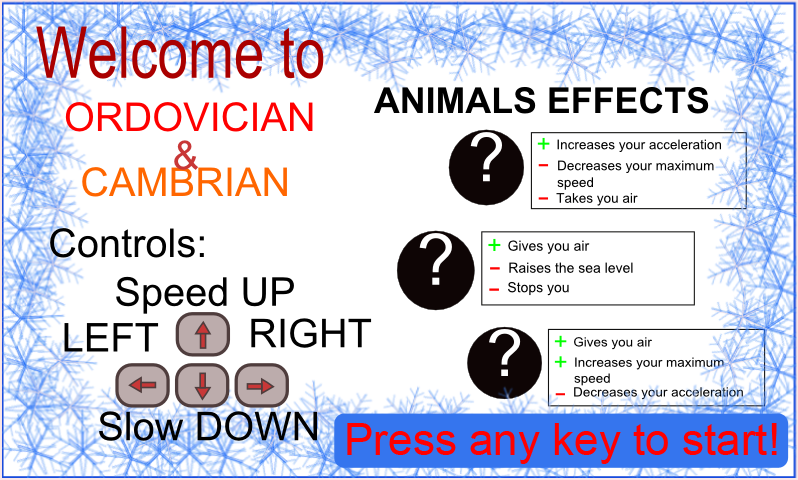 Welcome to
ORDOVICIAN
&
CAMBRIAN
Controls:
Speed UP
LEFT
RIGHT
Slow DOWN
ANIMALS EFFECTS
?
+ Increases your acceleration
− Decreases your maximum
speed
− Takes you air
?
+ Gives you air
− Raises the sea level
− Stops you
?
+ Gives you air
+ Increases your maximum
speed
− Decreases your acceleration
Press any key to start!